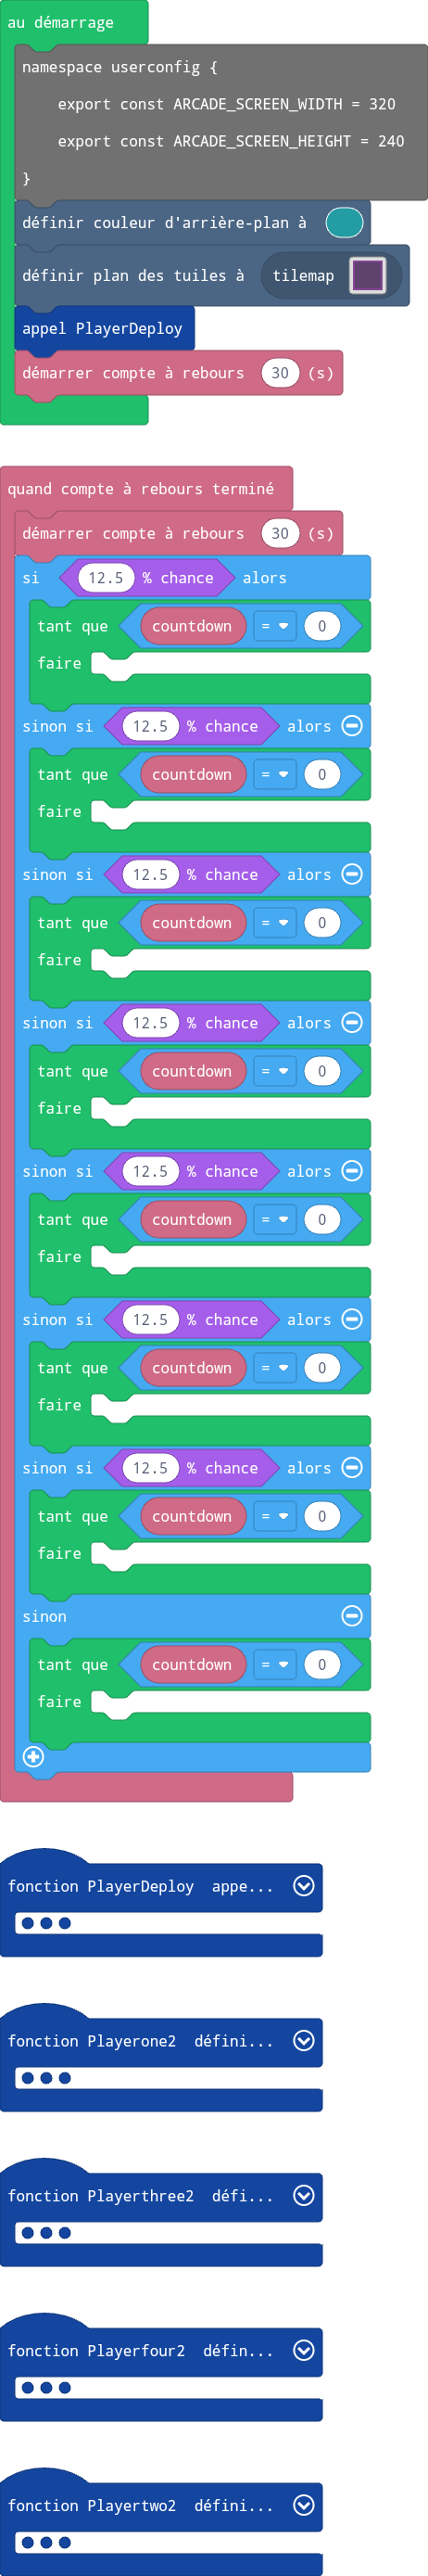 au démarrage
namespace userconfig {
export const ARCADE_SCREEN_WIDTH = 320
export const ARCADE_SCREEN_HEIGHT = 240
}
définir couleur d'arrière-plan à
définir plan des tuiles à tilemap
appel PlayerDeploy
démarrer compte à rebours 30 (s)
quand compte à rebours terminé
démarrer compte à rebours 30 (s)
si 12.5 % chance alors
tant que countdown = 0
faire
sinon si 12.5 % chance alors
tant que countdown = 0
faire
sinon si 12.5 % chance alors
tant que countdown = 0
faire
sinon si 12.5 % chance alors
tant que countdown = 0
faire
sinon si 12.5 % chance alors
tant que countdown = 0
faire
sinon si 12.5 % chance alors
tant que countdown = 0
faire
sinon si 12.5 % chance alors
tant que countdown = 0
faire
sinon
tant que countdown = 0
faire
fonction PlayerDeploy appe...
fonction Playerone2 défini...
fonction Playerthree2 défi...
fonction Playerfour2 défin...
fonction Playertwo2 défini...